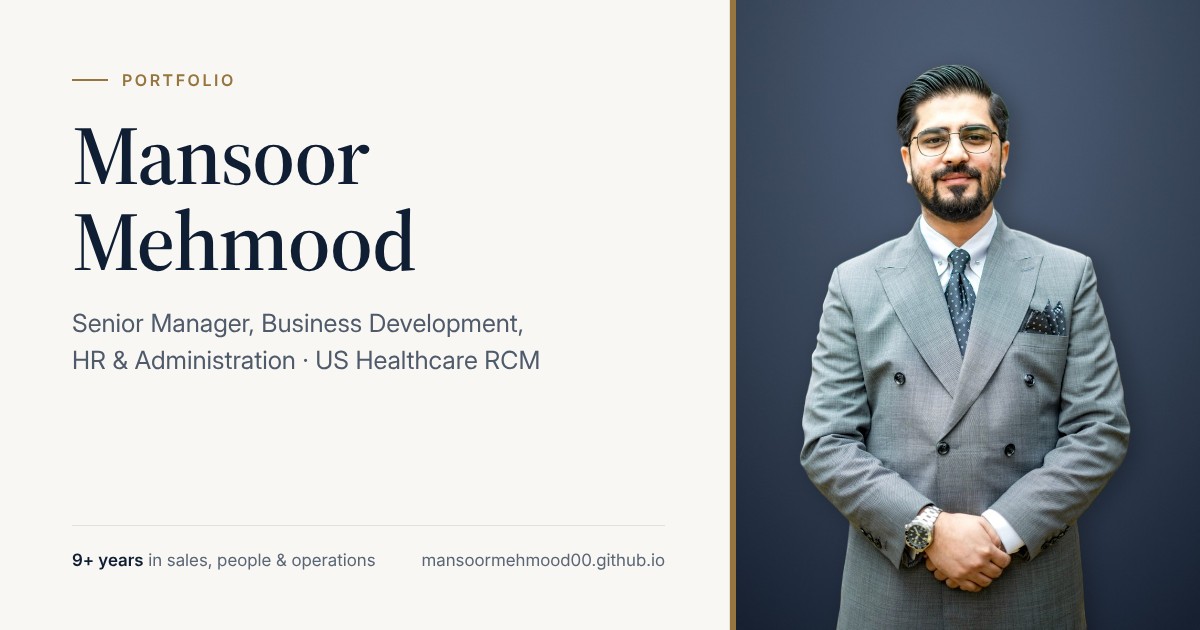 PORTFOLIO
Mansoor
Mehmood
Senior Manager, Business Development,
HR & Administration · US Healthcare RCM
9+ years in sales, people & operations
mansoormehmood00.github.io